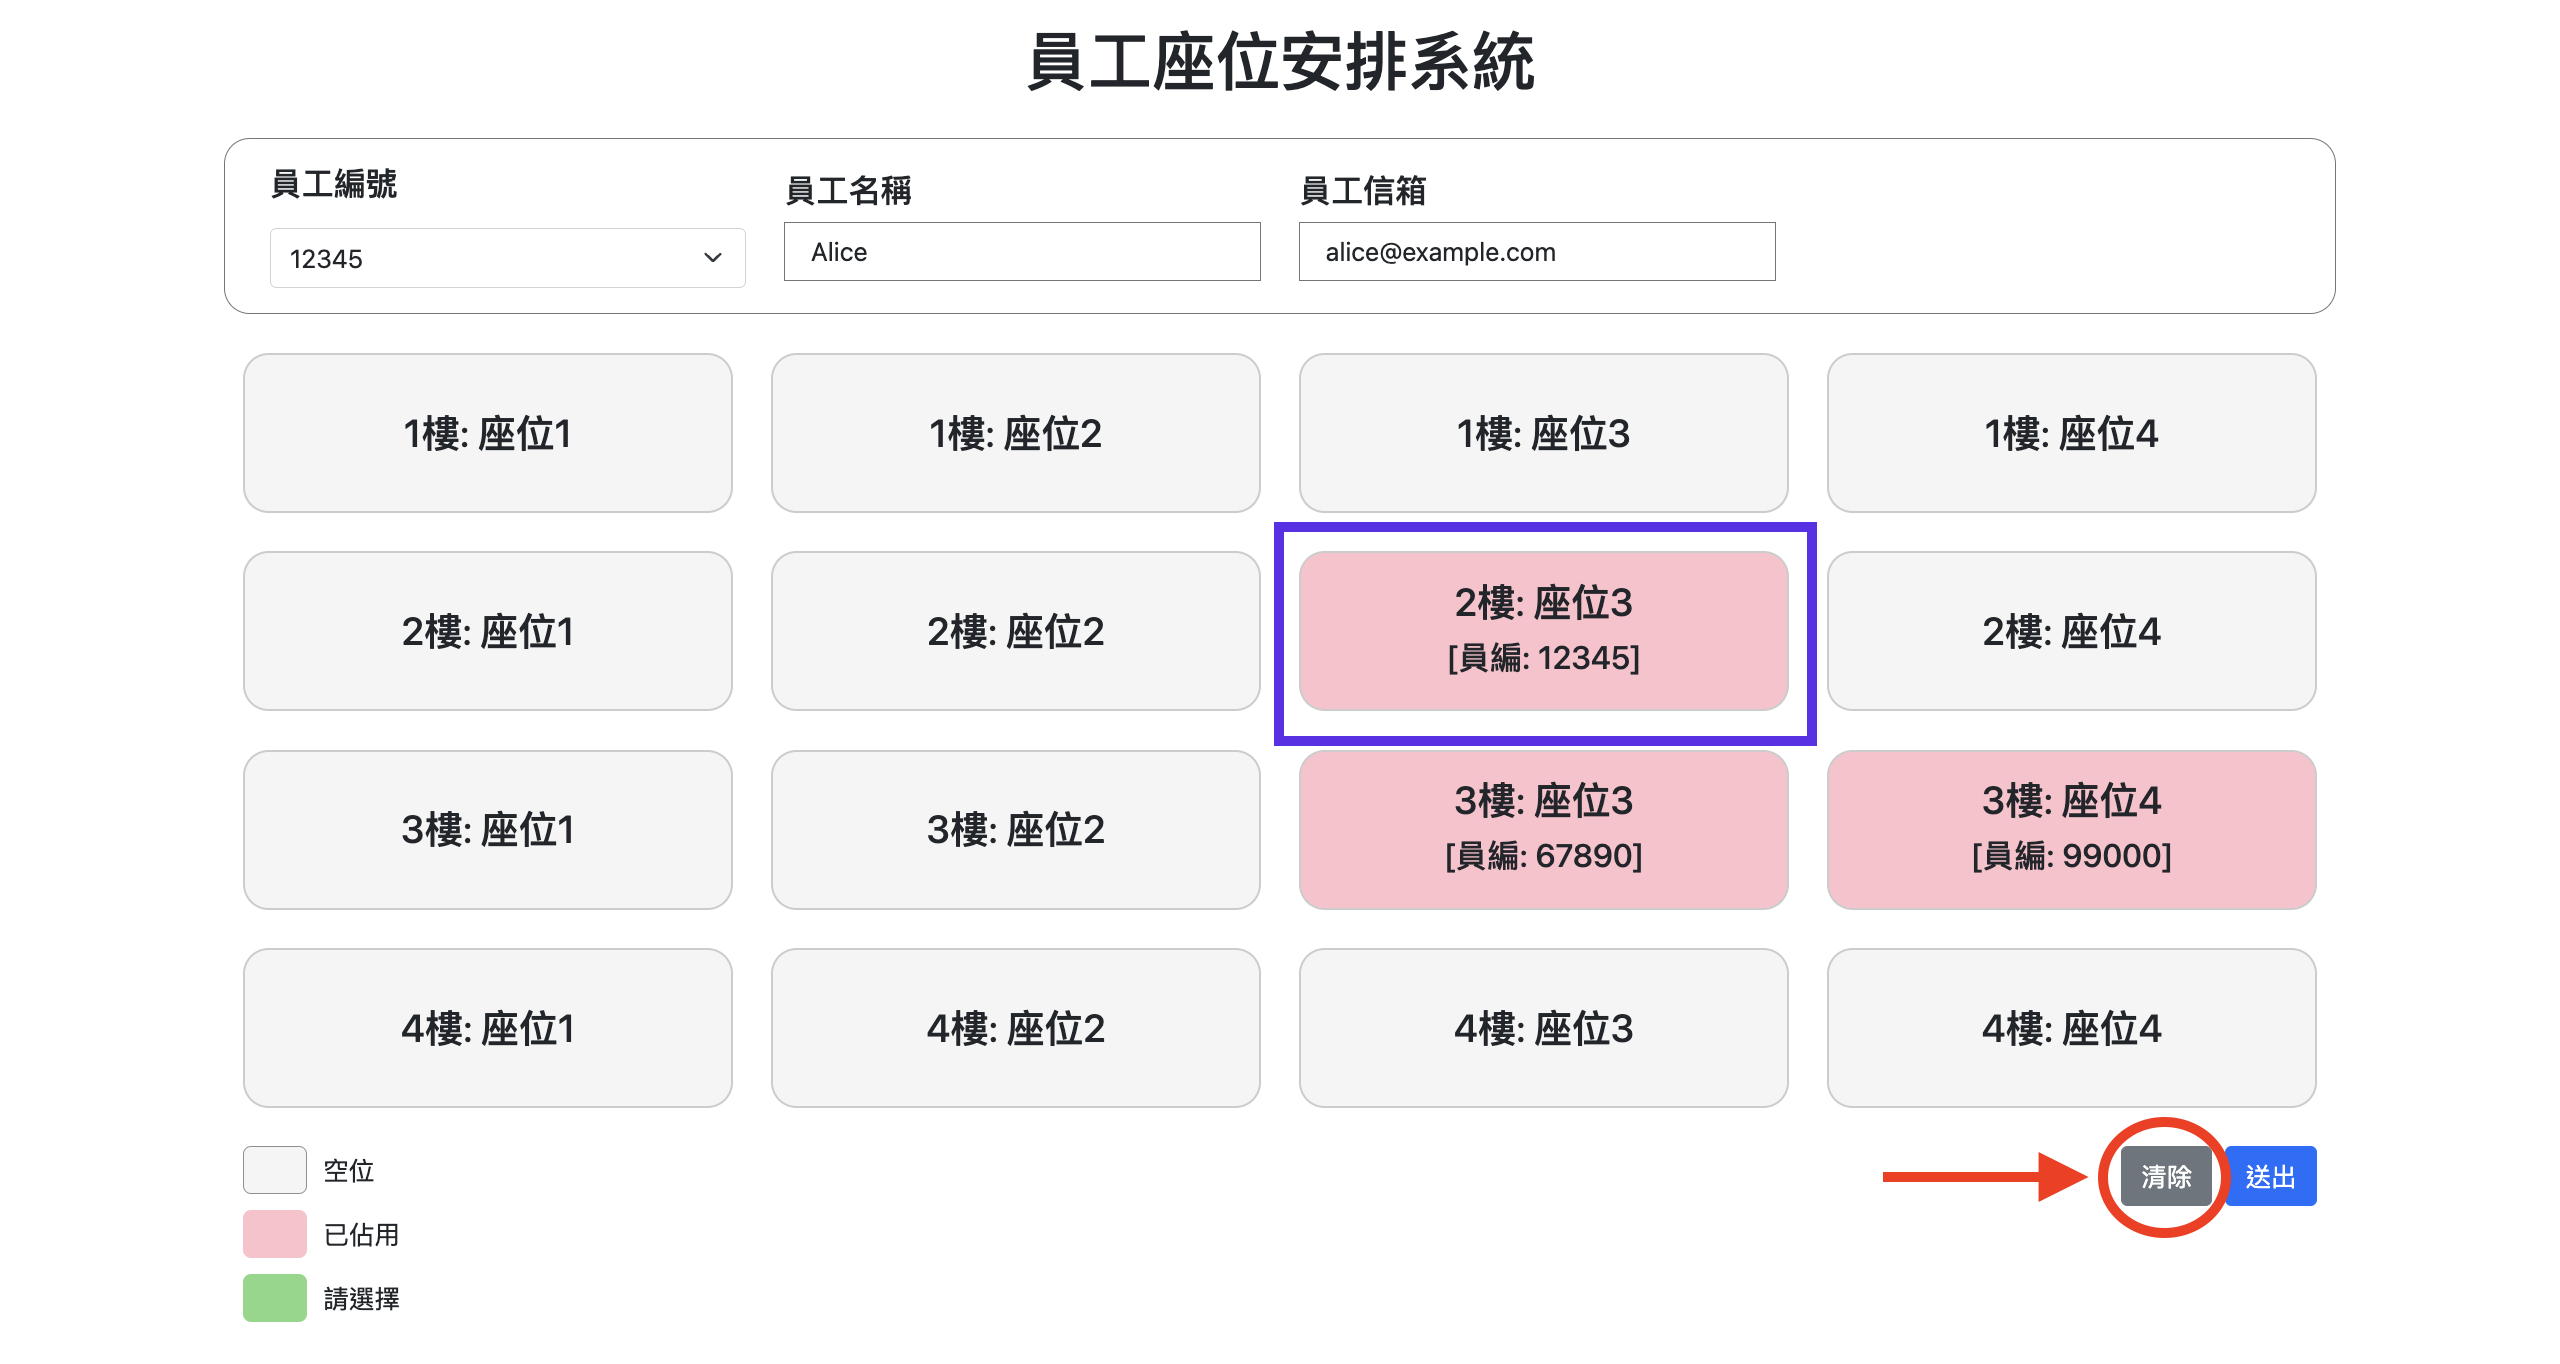 員工座位安排系統
員工編號
員工名稱
員工信箱
12345
Alice
alice@example.com
1樓: 座位1
1樓: 座位2
1樓: 座位3
1樓: 座位4
2樓: 座位1
2樓: 座位2
2樓: 座位3
[員編: 12345]
2樓: 座位4
3樓: 座位1
3樓: 座位2
3樓: 座位3
[員編: 67890]
3樓: 座位4
[員編: 99000]
4樓: 座位1
4樓: 座位2
4樓: 座位3
4樓: 座位4
空位
已佔用
請選擇
清除
送出